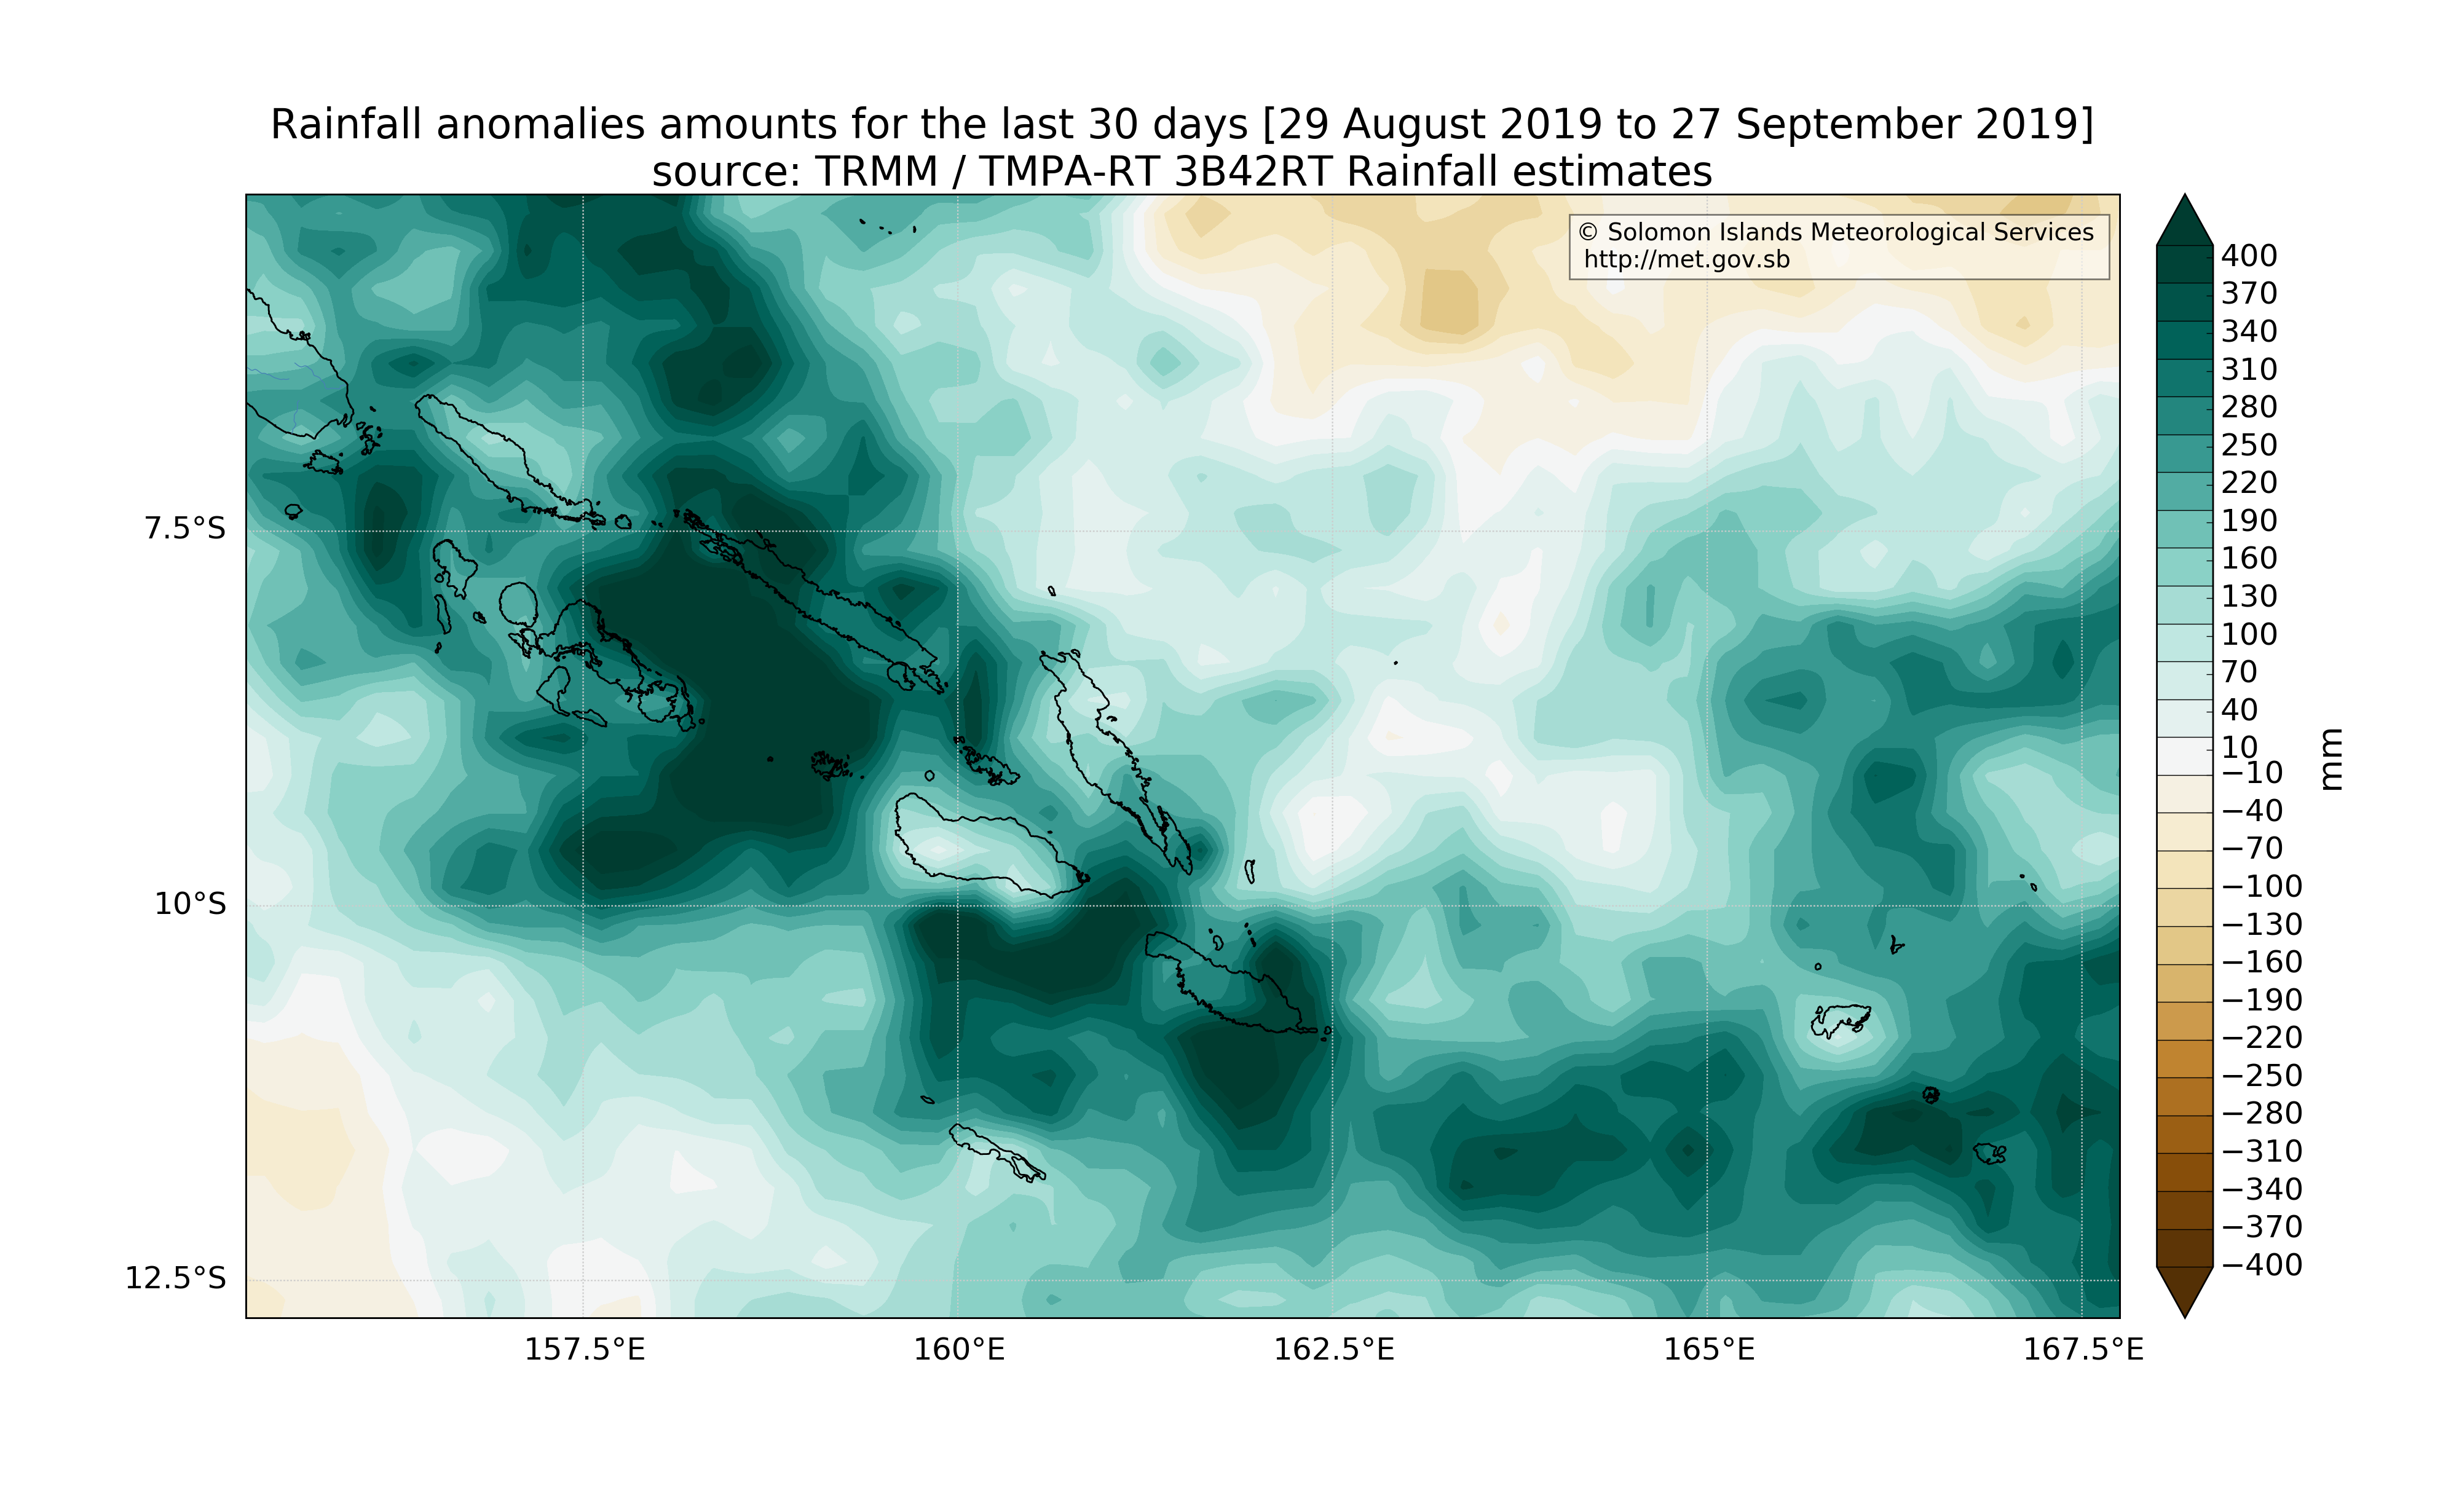 Rainfall anomalies amounts for the last 30 days [29 August 2019 to 27 September 2019]
source: TRMM / TMPA-RT 3B42RT Rainfall estimates
© Solomon Islands Meteorological Services
http://met.gov.sb
7.5°S
10°S
12.5°S
157.5°E
160°E
162.5°E
165°E
167.5°E
400
370
340
310
280
250
220
190
160
130
100
70
40
10
−10
−40
−70
−100
−130
−160
−190
−220
−250
−280
−310
−340
−370
−400
mm